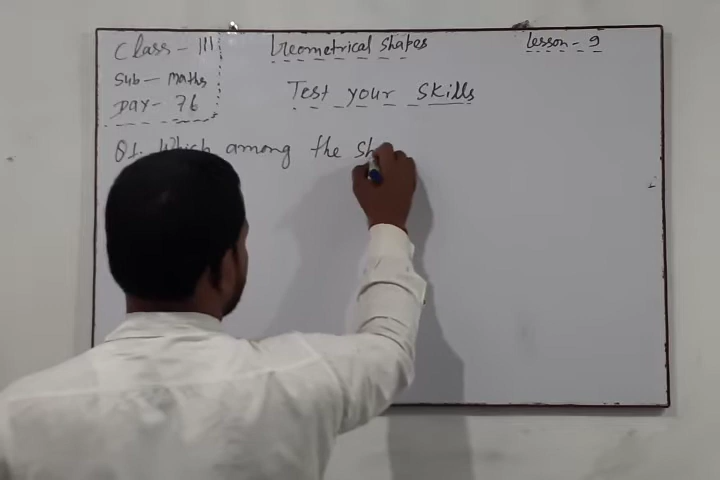 Class - III
Geometrical Shapes
Lesson - 9
Sub - Maths
Day - 76
Test your Skills
Q1. Which among the sh